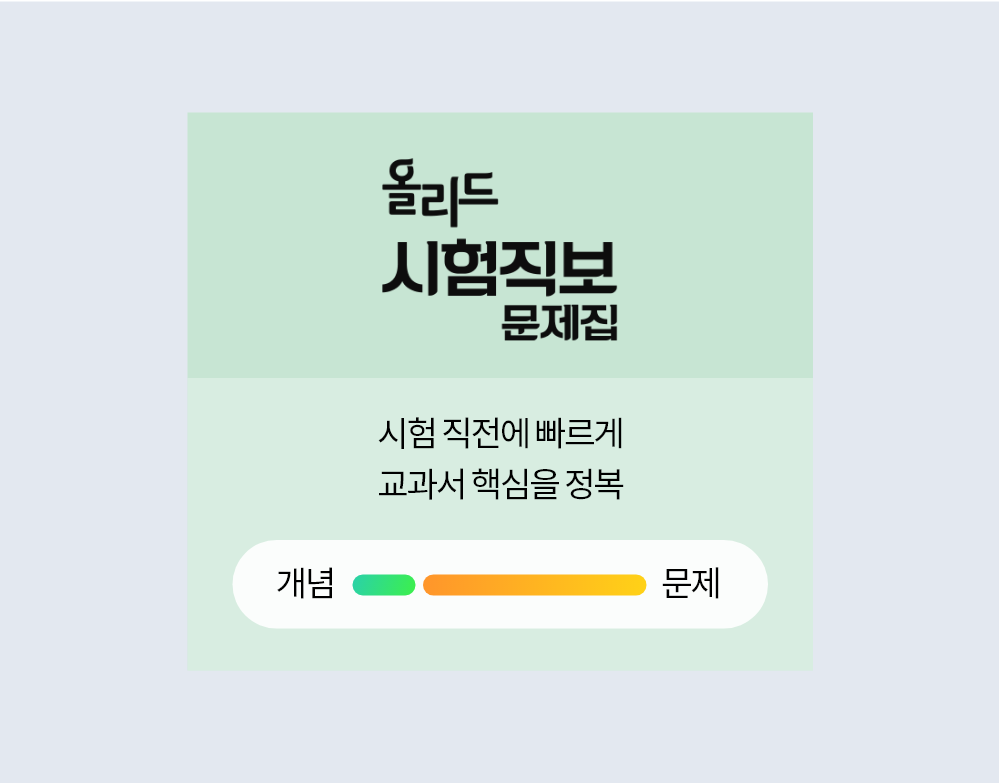 올리드
시험직보
문제집
시험 직전에 빠르게
교과서 핵심을 정복
개념 문제